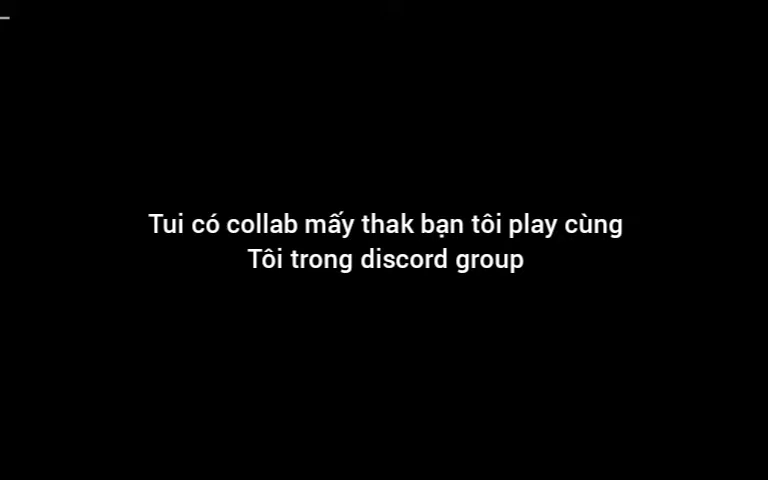 Tui có collab mấy thak bạn tôi play cùng
Tôi trong discord group